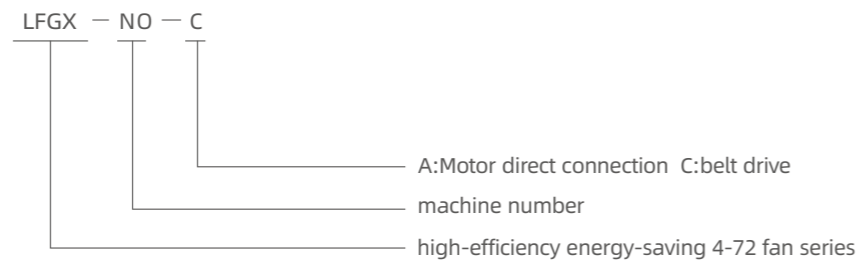 LFGX — NO — C
A:Motor direct connection C:belt drive
machine number
high-efficiency energy-saving 4-72 fan series